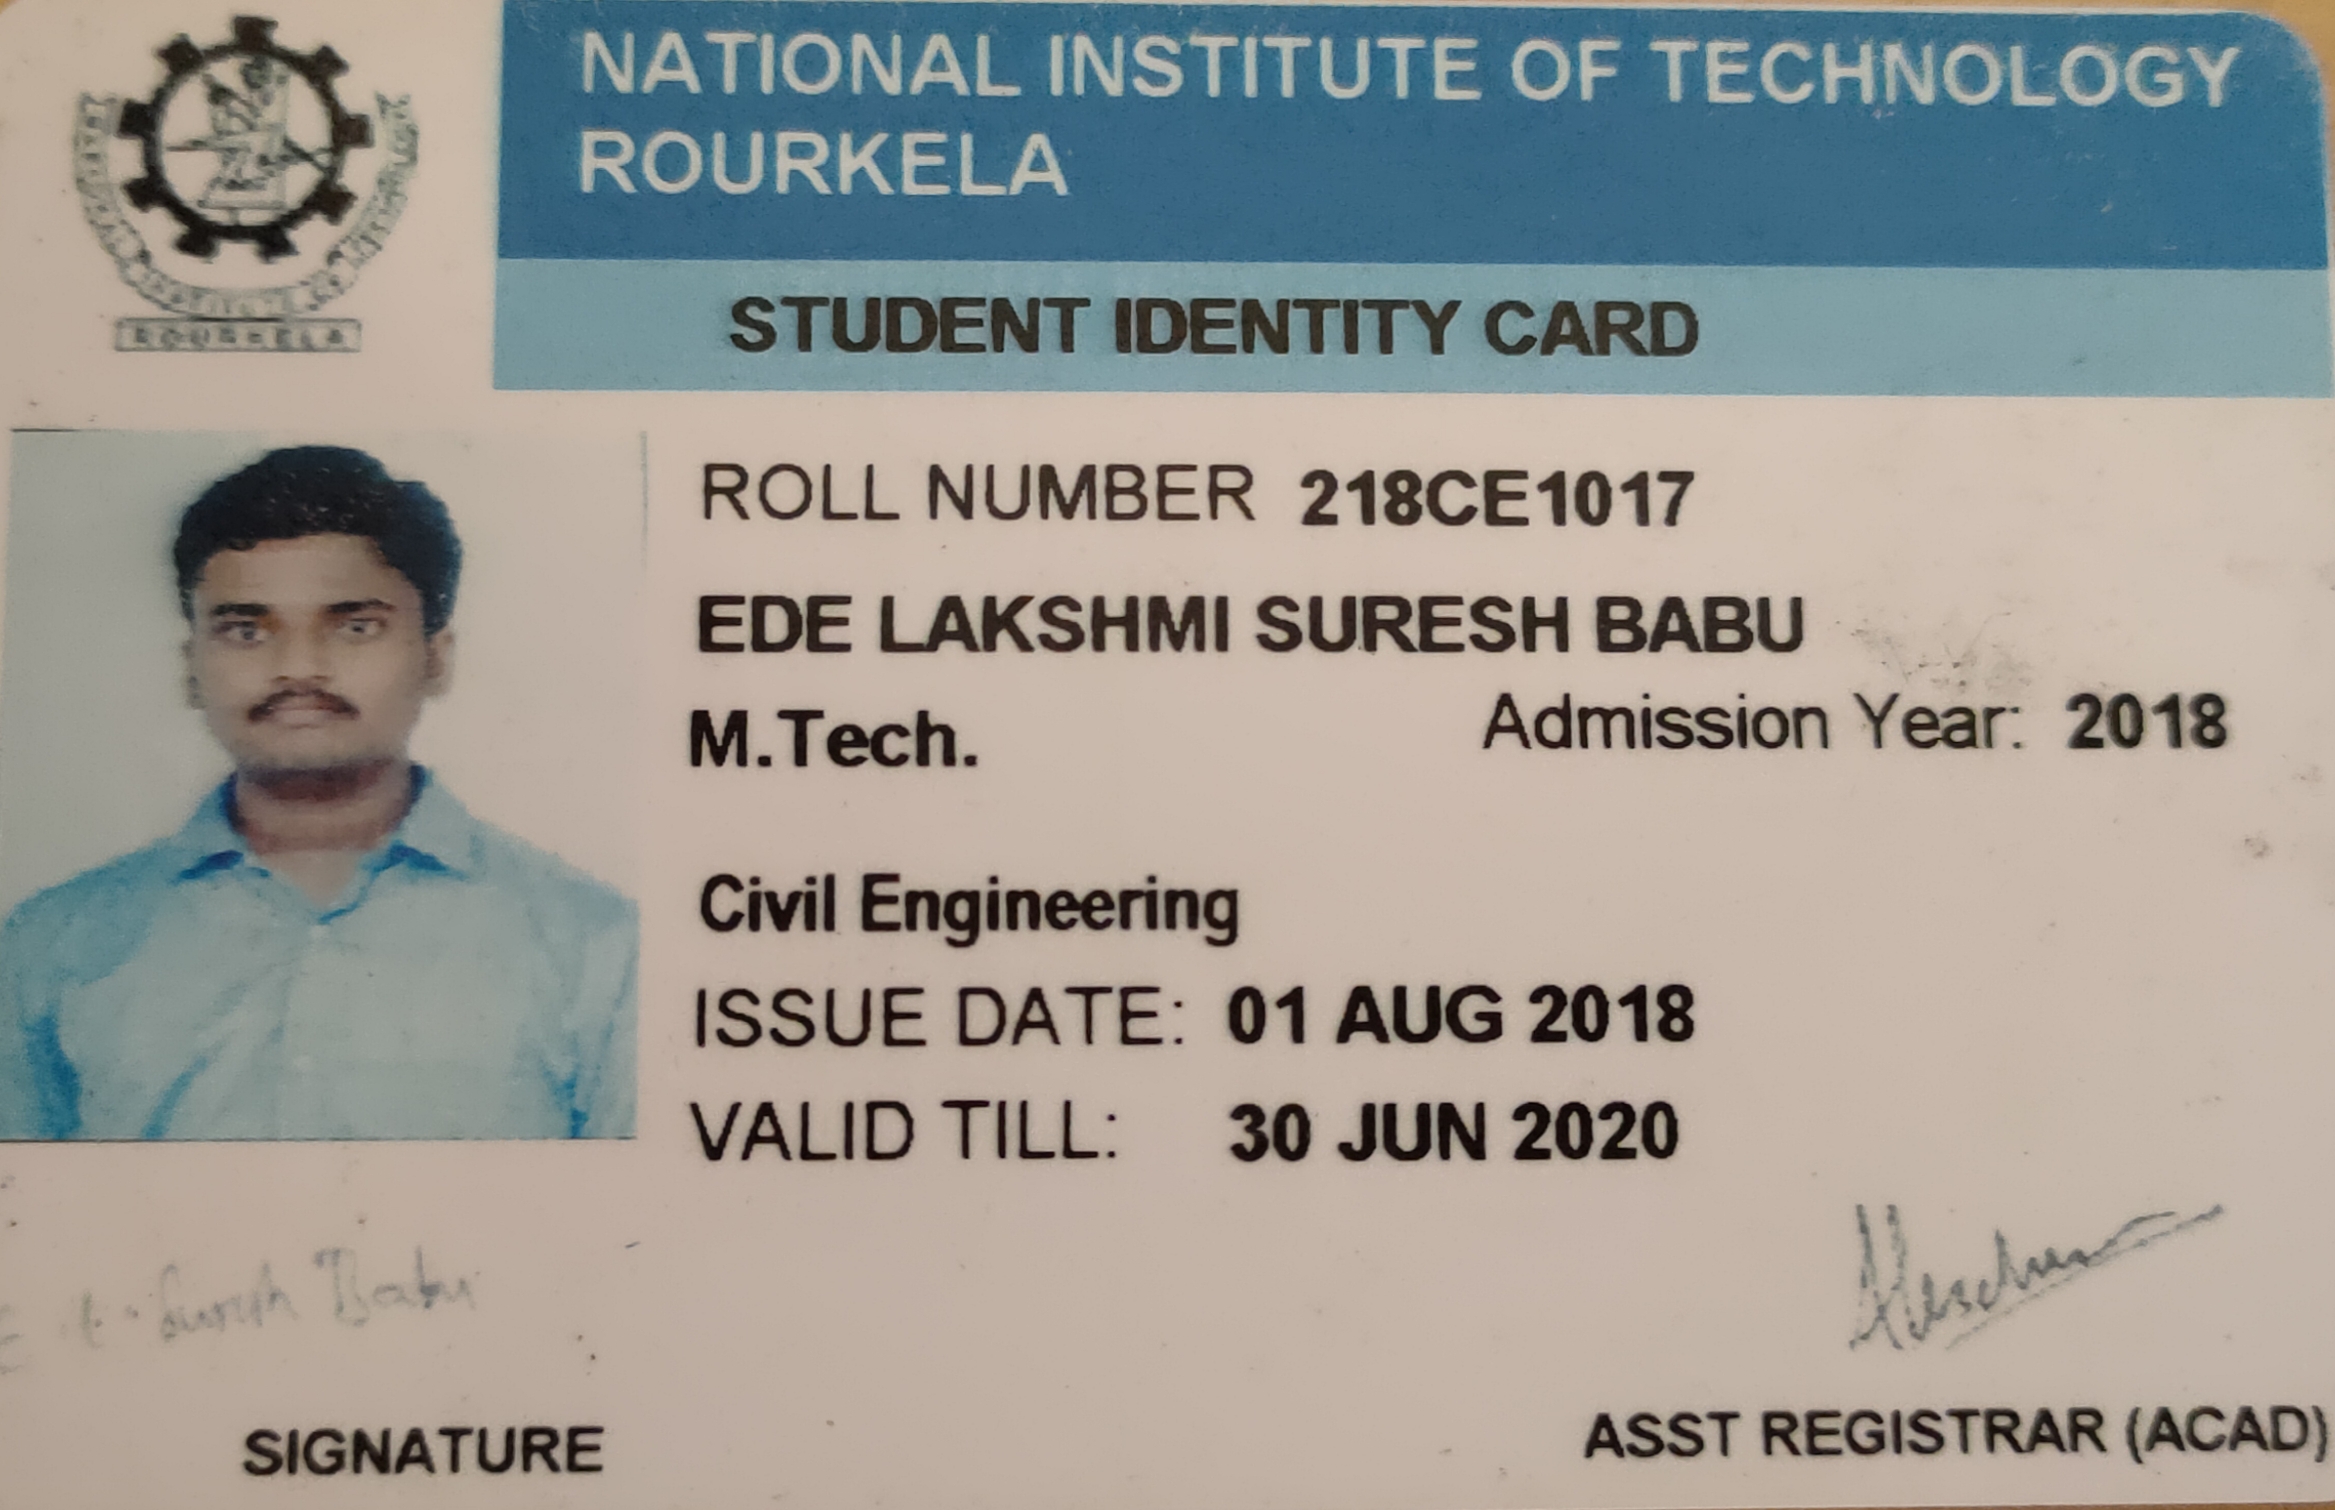 NATIONAL INSTITUTE OF TECHNOLOGY
ROURKELA
STUDENT IDENTITY CARD
ROURKELA
ROLL NUMBER 218CE1017
EDE LAKSHMI SURESH BABU
M.Tech. Admission Year: 2018
Civil Engineering
ISSUE DATE: 01 AUG 2018
VALID TILL: 30 JUN 2020
Suresh Babu
SIGNATURE
ASST REGISTRAR (ACAD)